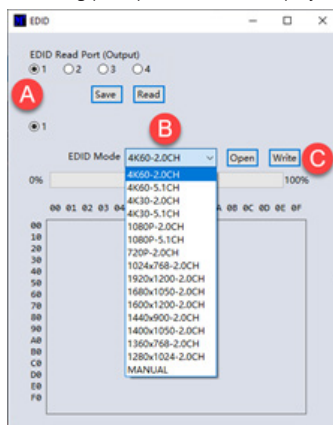 EDID
EDID Read Port (Output)
1 2 3 4
A Save Read
1
B
EDID Mode 4K60-2.0CH Open Write C
0% 100%
4K60-2.0CH
4K60-5.1CH
4K30-2.0CH
4K30-5.1CH
1080P-2.0CH
1080P-5.1CH
720P-2.0CH
1024x768-2.0CH
1920x1200-2.0CH
1680x1050-2.0CH
1600x1200-2.0CH
1440x900-2.0CH
1400x1050-2.0CH
1360x768-2.0CH
1280x1024-2.0CH
MANUAL
00 01 02 03 04 0B 0C 0D 0E 0F
00
10
20
30
40
50
60
70
80
90
A0
B0
C0
D0
E0
F0